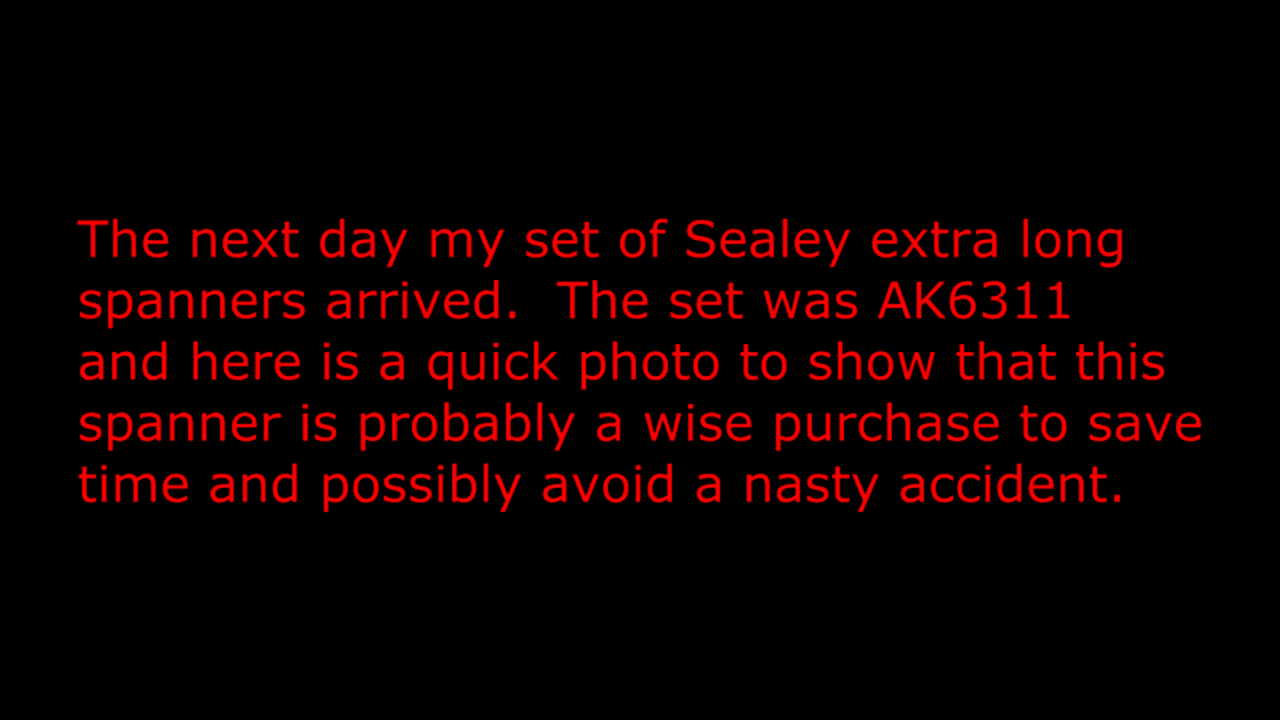 The next day my set of Sealey extra long
spanners arrived.  The set was AK6311
and here is a quick photo to show that this
spanner is probably a wise purchase to save
time and possibly avoid a nasty accident.